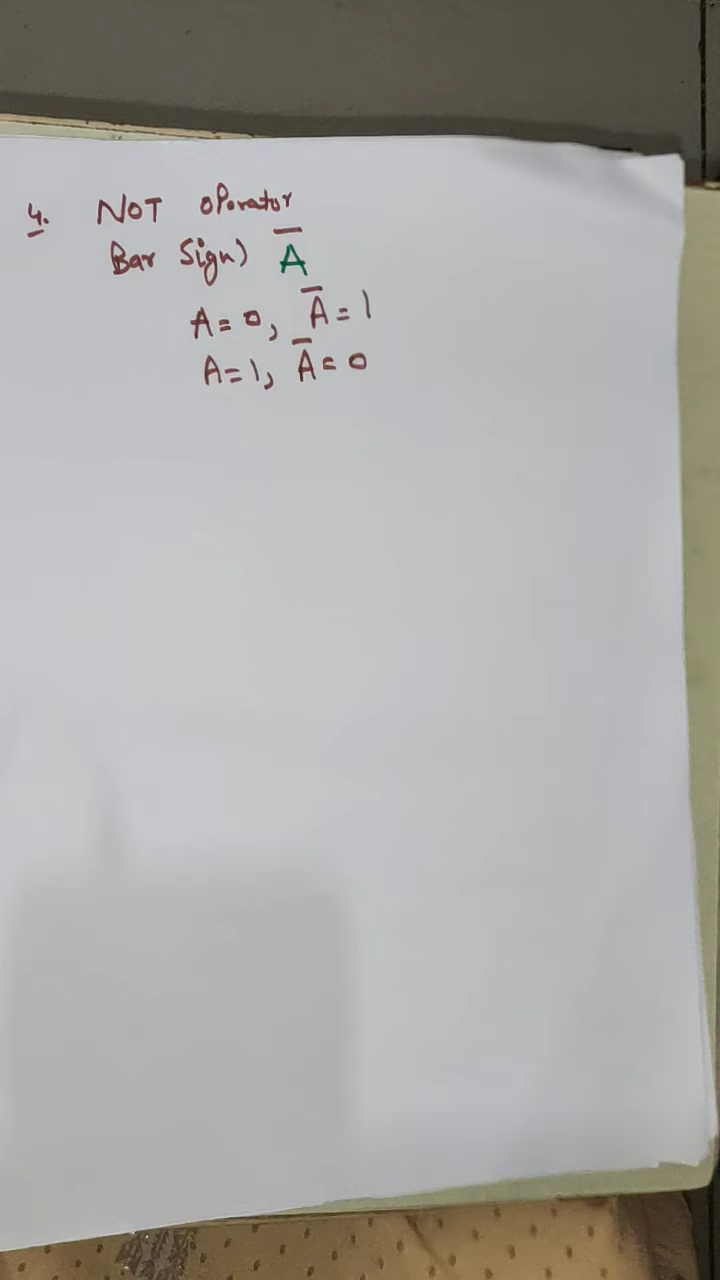 4. NOT operator
Bar Sign) A̅
A=0, A̅=1
A=1, A̅=0